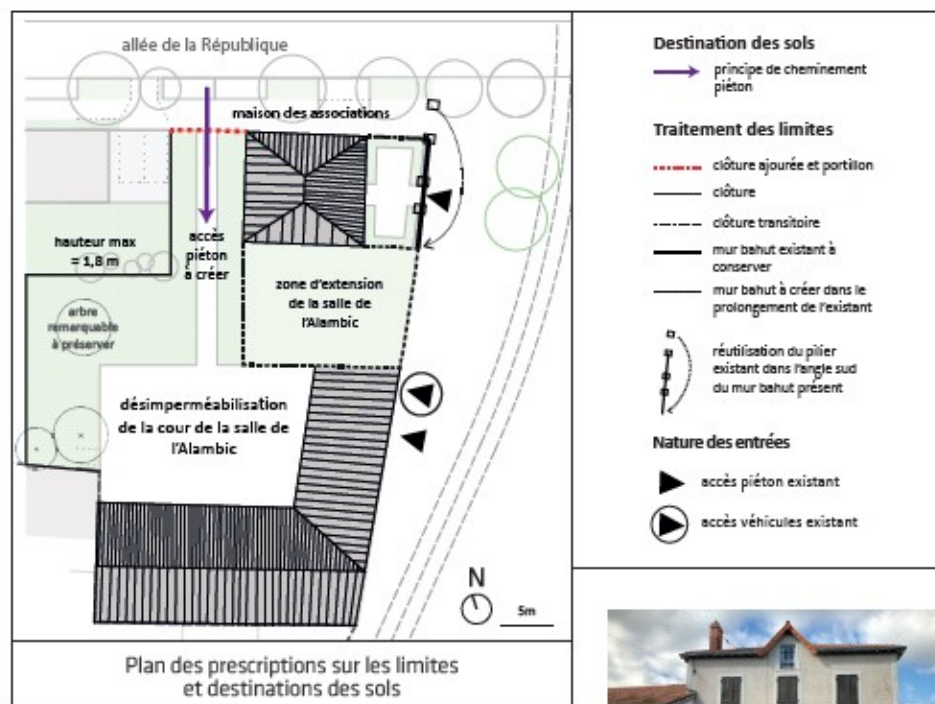 allée de la République
maison des associations
hauteur max
= 1,8 m
accès
piéton
à créer
zone d'extension
de la salle de
l'Alambic
arbre
remarquable
à préserver
désimperméabilisation
de la cour de la salle de
l'Alambic
N
5m
Plan des prescriptions sur les limites
et destinations des sols
Destination des sols
principe de cheminement
piéton
Traitement des limites
clôture ajourée et portillon
clôture
clôture transitoire
mur bahut existant à
conserver
mur bahut à créer dans le
prolongement de l'existant
réutilisation du pilier
existant dans l'angle sud
du mur bahut présent
Nature des entrées
accès piéton existant
accès véhicules existant